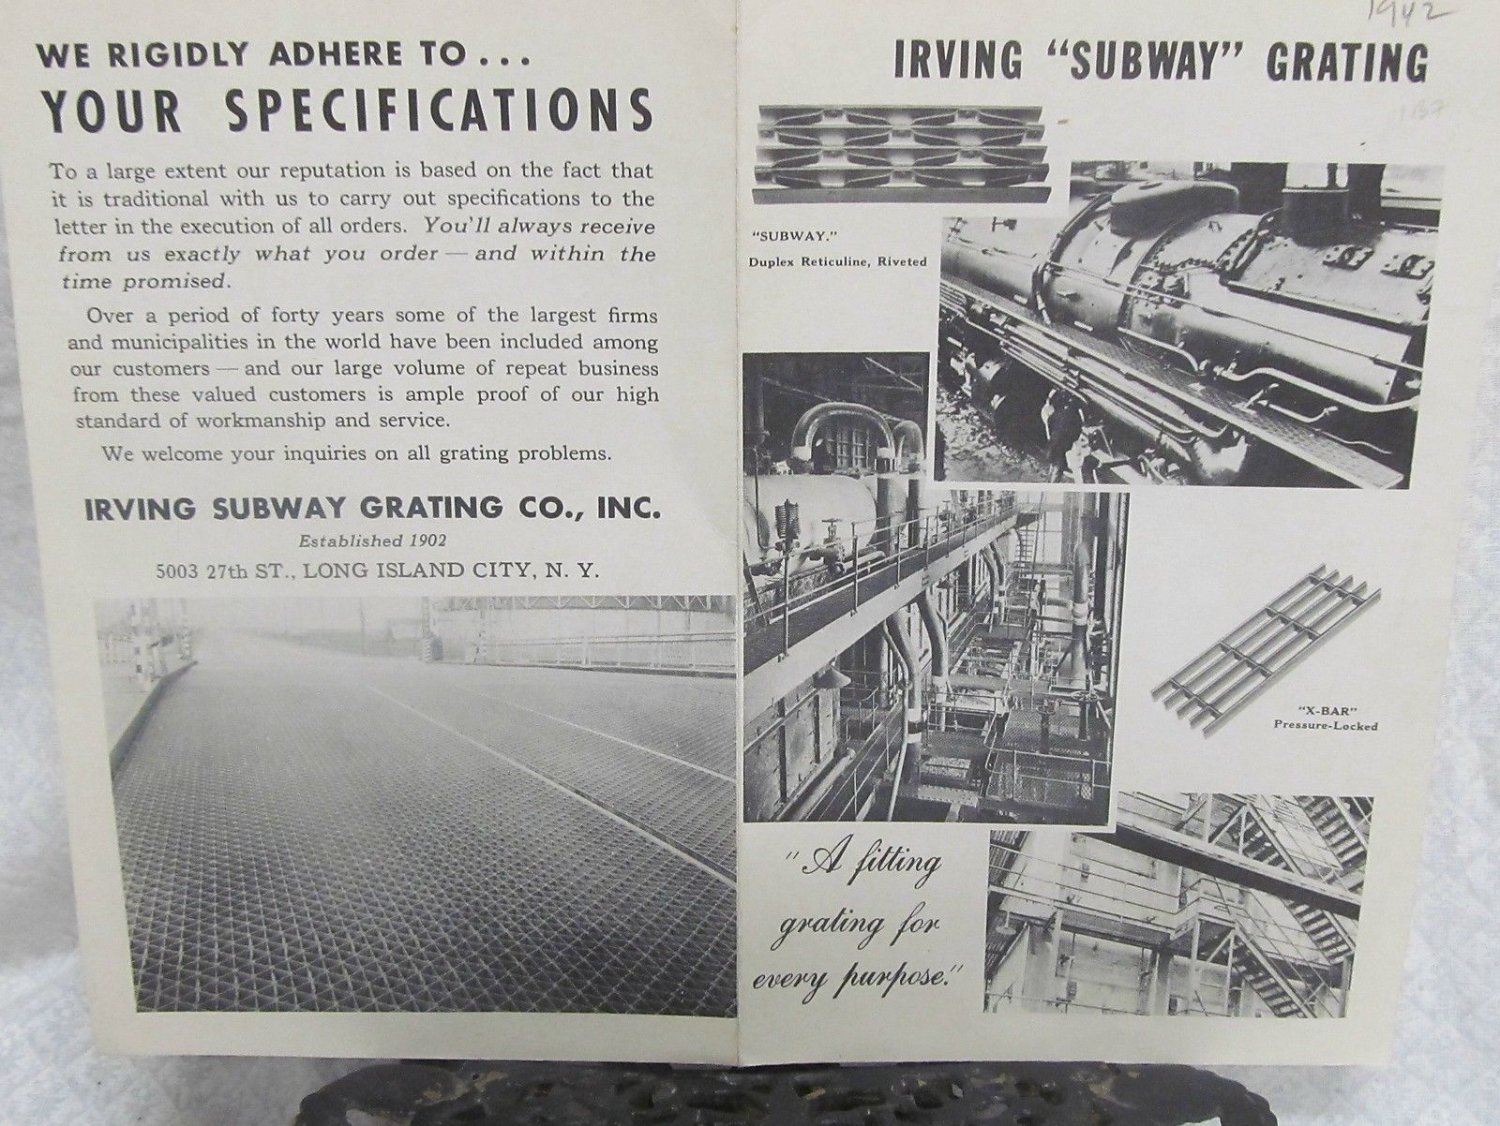 WE RIGIDLY ADHERE TO...
YOUR SPECIFICATIONS
To a large extent our reputation is based on the fact that
it is traditional with us to carry out specifications to the
letter in the execution of all orders. You'll always receive
from us exactly what you order — and within the
time promised.
Over a period of forty years some of the largest firms
and municipalities in the world have been included among
our customers — and our large volume of repeat business
from these valued customers is ample proof of our high
standard of workmanship and service.
We welcome your inquiries on all grating problems.
IRVING SUBWAY GRATING CO., INC.
Established 1902
5003 27th ST., LONG ISLAND CITY, N. Y.
1942
IRVING "SUBWAY" GRATING
"SUBWAY."
Duplex Reticuline, Riveted
"X-BAR"
Pressure-Locked
"A fitting
grating for
every purpose."